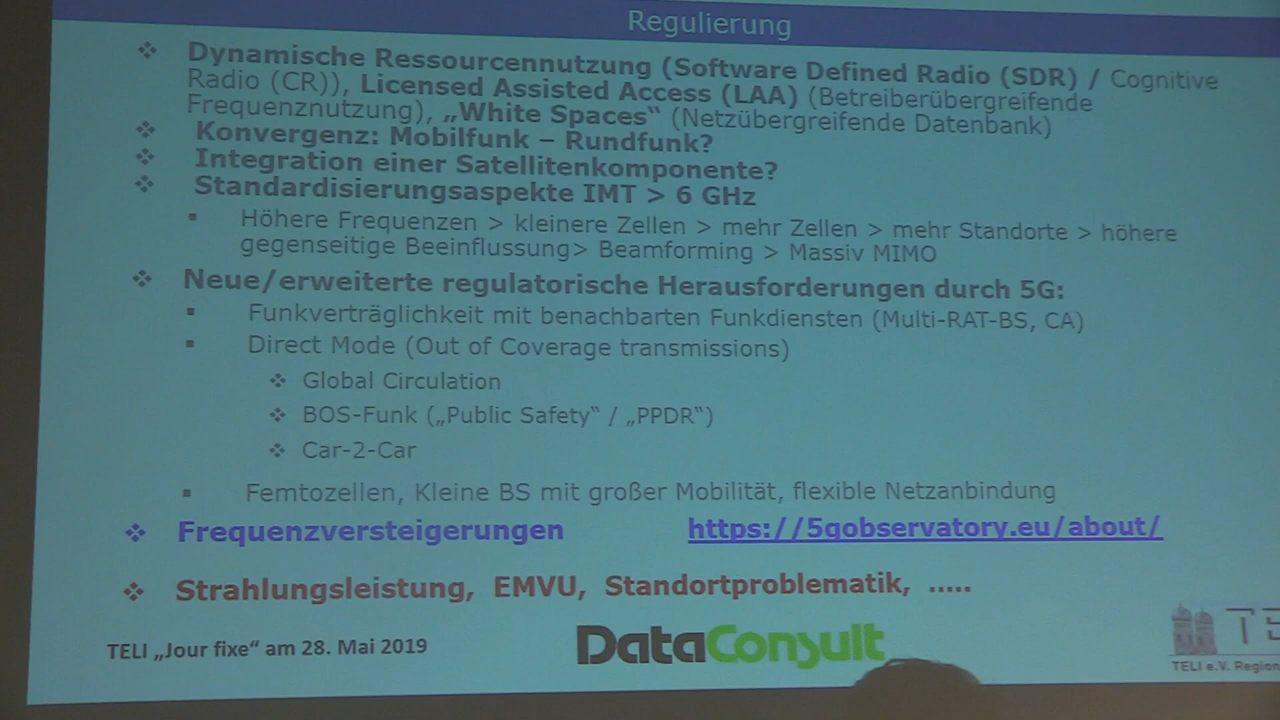 Regulierung
❖ Dynamische Ressourcennutzung (Software Defined Radio (SDR) / Cognitive
Radio (CR)), Licensed Assisted Access (LAA) (Betreiberübergreifende
Frequenznutzung), „White Spaces“ (Netzübergreifende Datenbank)
❖ Konvergenz: Mobilfunk – Rundfunk?
❖ Integration einer Satellitenkomponente?
❖ Standardisierungsaspekte IMT > 6 GHz
▪ Höhere Frequenzen > kleinere Zellen > mehr Zellen > mehr Standorte > höhere
gegenseitige Beeinflussung> Beamforming > Massiv MIMO
❖ Neue/erweiterte regulatorische Herausforderungen durch 5G:
▪ Funkverträglichkeit mit benachbarten Funkdiensten (Multi-RAT-BS, CA)
▪ Direct Mode (Out of Coverage transmissions)
❖ Global Circulation
❖ BOS-Funk („Public Safety“ / „PPDR“)
❖ Car-2-Car
▪ Femtozellen, Kleine BS mit großer Mobilität, flexible Netzanbindung
❖ Frequenzversteigerungen https://5gobservatory.eu/about/
❖ Strahlungsleistung, EMVU, Standortproblematik, .....
TELI „Jour fixe“ am 28. Mai 2019
DataConsult
TE
TELI e.V. Region